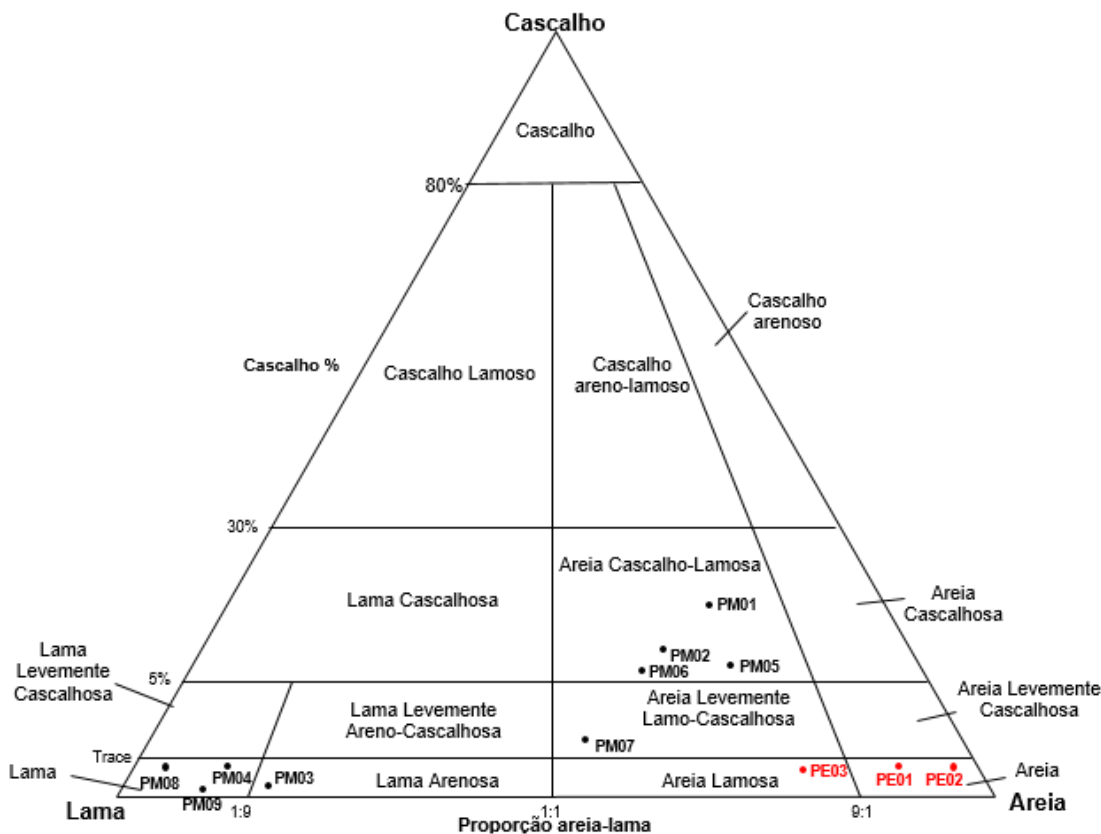 Cascalho
Cascalho
80%
Cascalho
arenoso
Cascalho %
Cascalho Lamoso
Cascalho
areno-lamoso
30%
Areia Cascalho-Lamosa
Lama Cascalhosa
PM01
Areia
Cascalhosa
Lama
Levemente
Cascalhosa
PM02
PM05
PM06
5%
Lama Levemente
Areno-Cascalhosa
Areia Levemente
Lamo-Cascalhosa
Areia Levemente
Cascalhosa
PM07
Trace
Lama
PM08
PM04
PM09
PM03
Lama Arenosa
Areia Lamosa
PE03
PE01
PE02
Areia
Lama
1:9
1:1
9:1
Areia
Proporção areia-lama